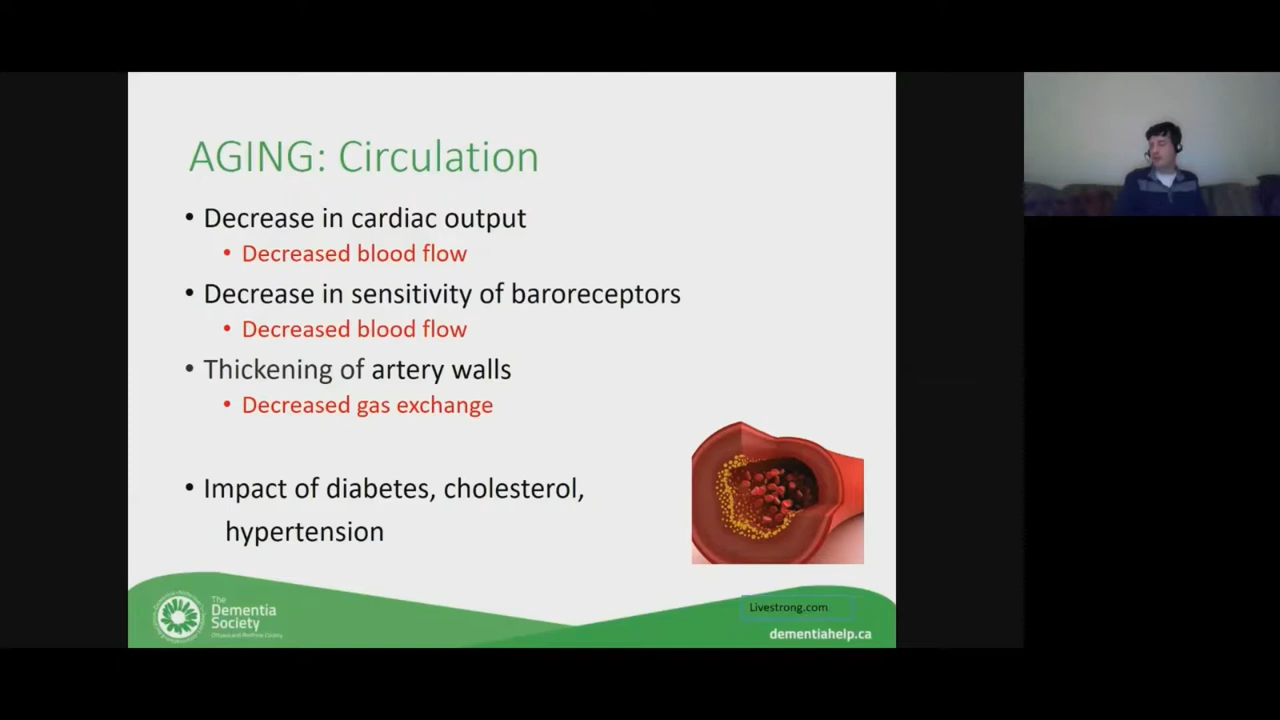 AGING: Circulation
• Decrease in cardiac output
• Decreased blood flow
• Decrease in sensitivity of baroreceptors
• Decreased blood flow
• Thickening of artery walls
• Decreased gas exchange
• Impact of diabetes, cholesterol,
hypertension
The
Dementia
Society
Ottawa and Renfrew County
Livestrong.com
dementiahelp.ca